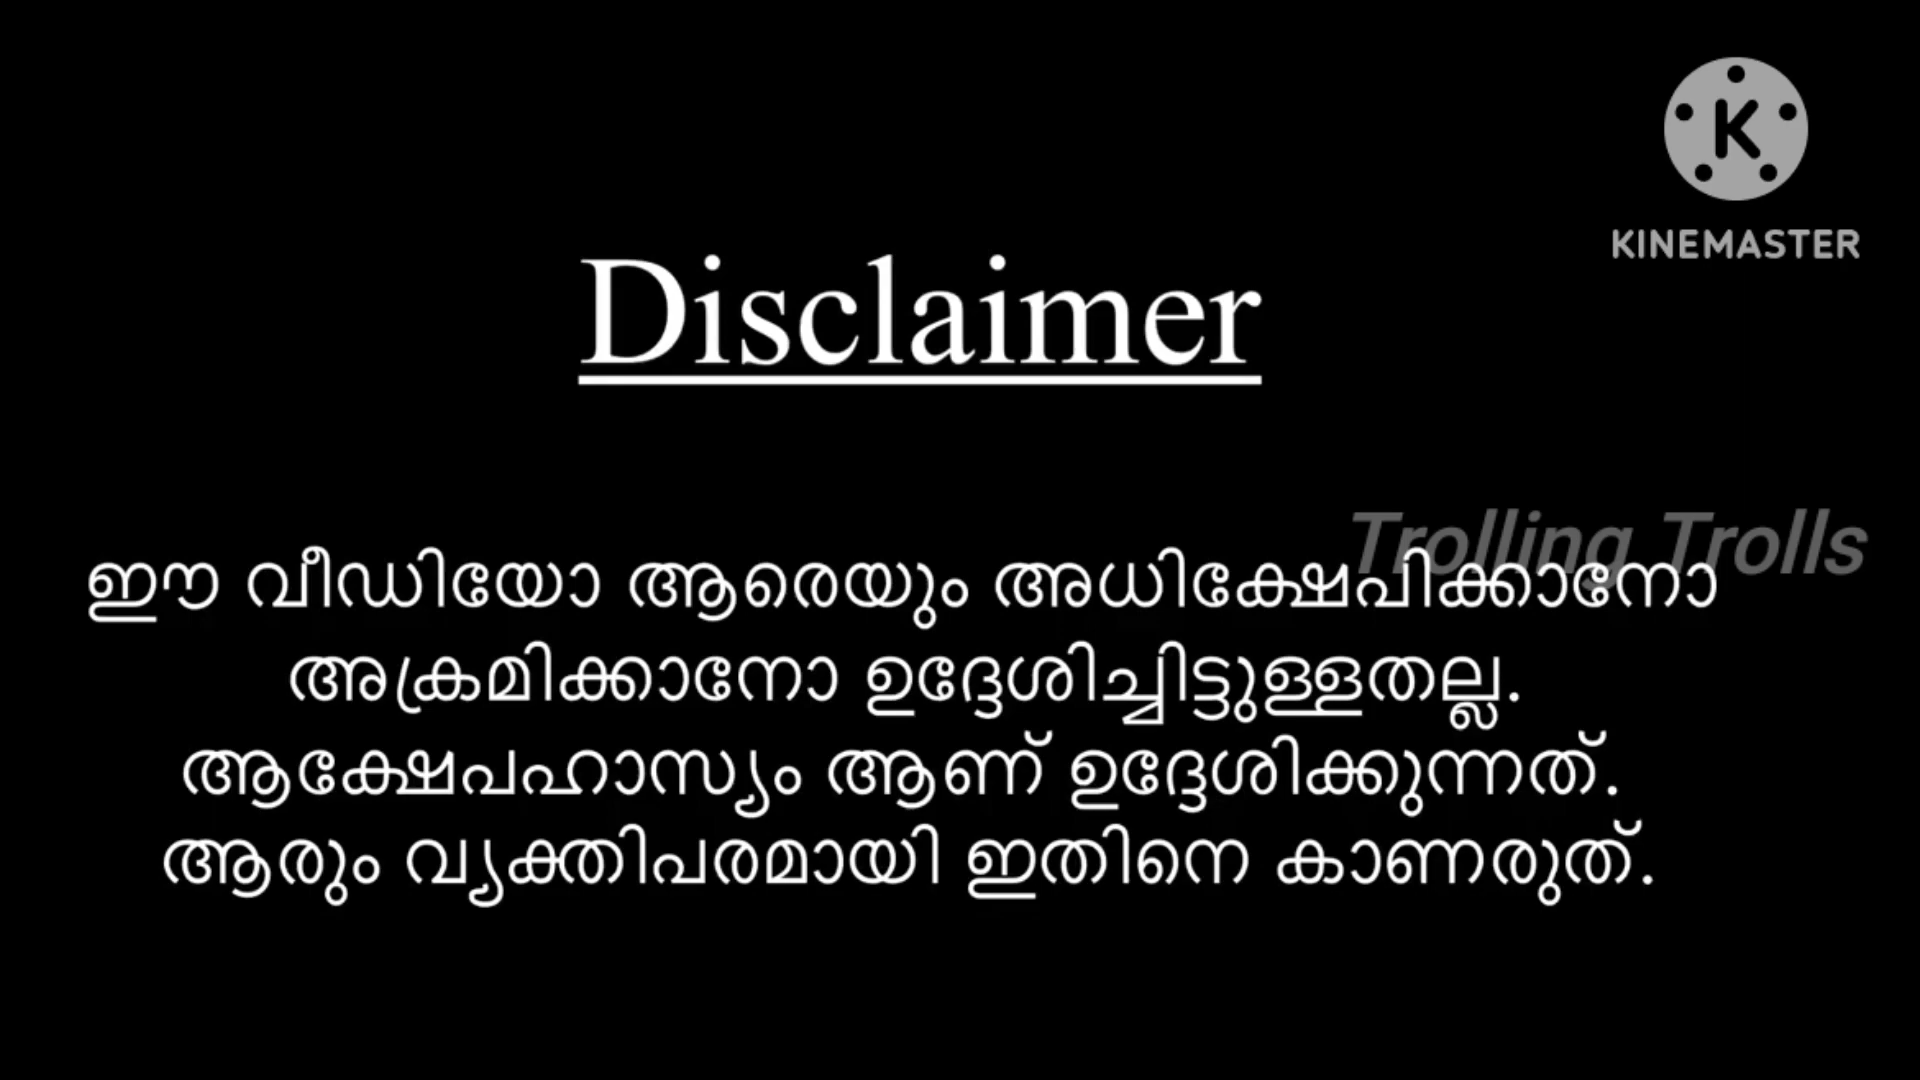 KINEMASTER
Disclaimer
Trolling Trolls
ഈ വീഡിയോ ആരെയും അധിക്ഷേപിക്കാനോ
അക്രമിക്കാനോ ഉദ്ദേശിച്ചിട്ടുള്ളതല്ല.
ആക്ഷേപഹാസ്യം ആണ് ഉദ്ദേശിക്കുന്നത്.
ആരും വ്യക്തിപരമായി ഇതിനെ കാണരുത്.